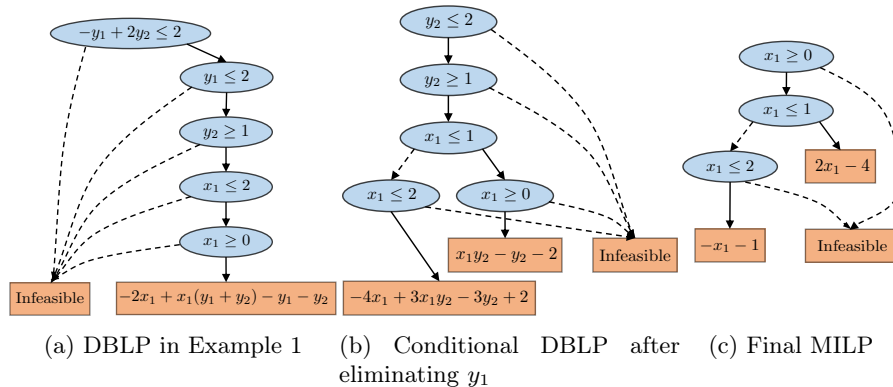 -y₁ + 2y₂ ≤ 2
y₁ ≤ 2
y₂ ≥ 1
x₁ ≤ 2
x₁ ≥ 0
Infeasible
-2x₁ + x₁(y₁ + y₂) - y₁ - y₂
(a) DBLP in Example 1
y₂ ≤ 2
y₂ ≥ 1
x₁ ≤ 1
x₁ ≤ 2
x₁ ≥ 0
x₁y₂ - y₂ - 2
Infeasible
-4x₁ + 3x₁y₂ - 3y₂ + 2
(b) Conditional DBLP after
eliminating y₁
x₁ ≥ 0
x₁ ≤ 1
x₁ ≤ 2
2x₁ - 4
-x₁ - 1
Infeasible
(c) Final MILP